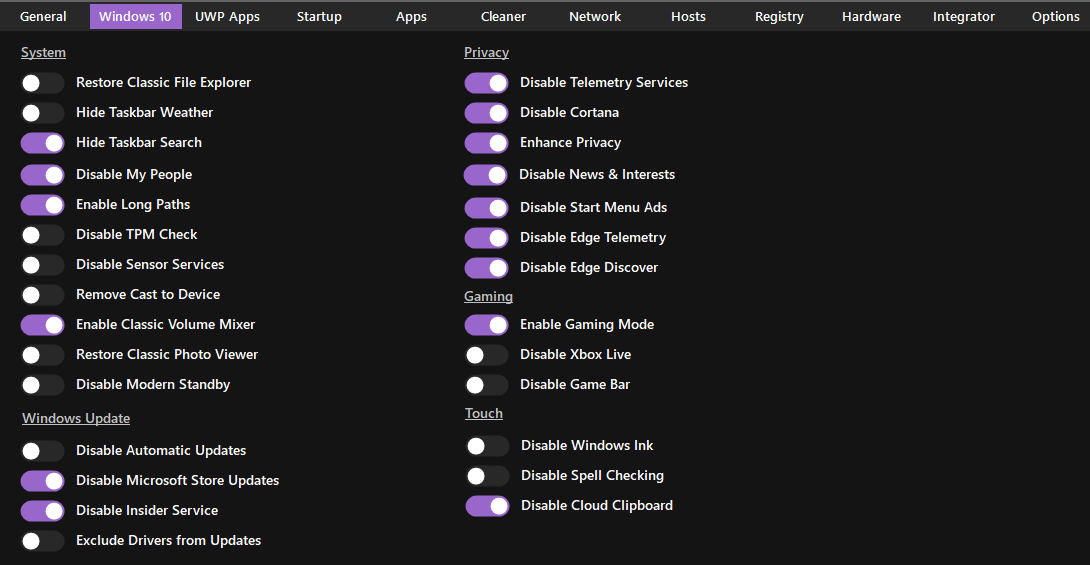 General
Windows 10
UWP Apps
Startup
Apps
Cleaner
Network
Hosts
Registry
Hardware
Integrator
Options
System
Restore Classic File Explorer
Hide Taskbar Weather
Hide Taskbar Search
Disable My People
Enable Long Paths
Disable TPM Check
Disable Sensor Services
Remove Cast to Device
Enable Classic Volume Mixer
Restore Classic Photo Viewer
Disable Modern Standby
Windows Update
Disable Automatic Updates
Disable Microsoft Store Updates
Disable Insider Service
Exclude Drivers from Updates
Privacy
Disable Telemetry Services
Disable Cortana
Enhance Privacy
Disable News & Interests
Disable Start Menu Ads
Disable Edge Telemetry
Disable Edge Discover
Gaming
Enable Gaming Mode
Disable Xbox Live
Disable Game Bar
Touch
Disable Windows Ink
Disable Spell Checking
Disable Cloud Clipboard